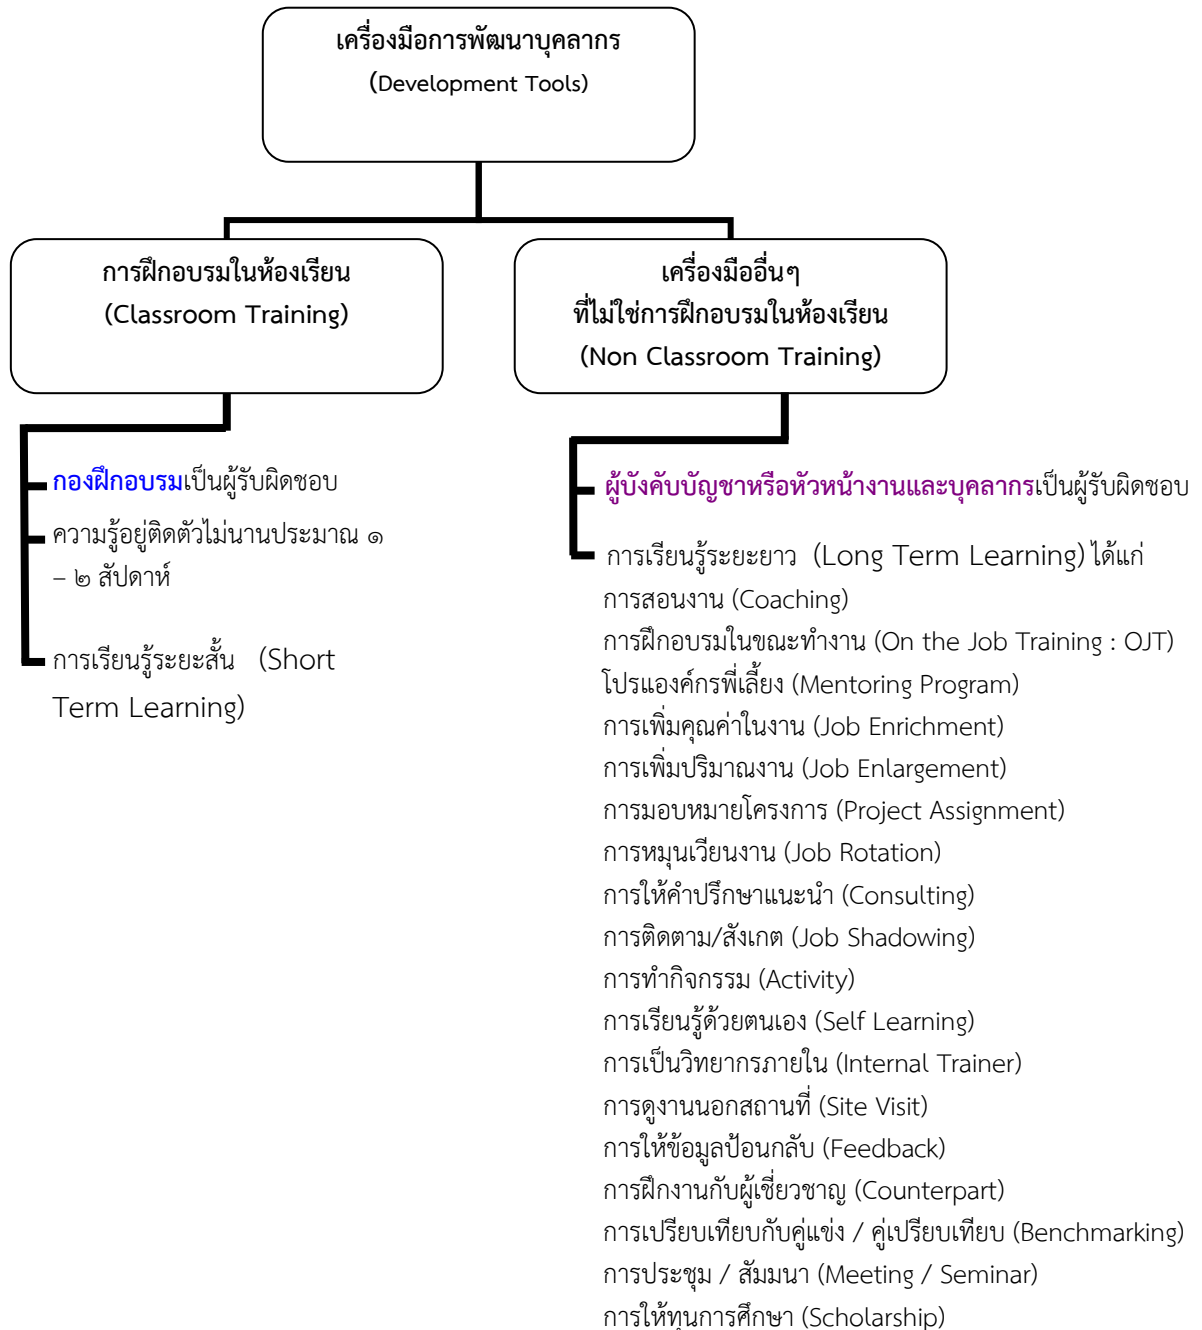 เครื่องมือการพัฒนาบุคลากร
(Development Tools)
การฝึกอบรมในห้องเรียน
(Classroom Training)
เครื่องมืออื่นๆ
ที่ไม่ใช่การฝึกอบรมในห้องเรียน
(Non Classroom Training)
กองฝึกอบรมเป็นผู้รับผิดชอบ
ความรู้อยู่ติดตัวไม่นานประมาณ ๑
– ๒ สัปดาห์
การเรียนรู้ระยะสั้น (Short
Term Learning)
ผู้บังคับบัญชาหรือหัวหน้างานและบุคลากรเป็นผู้รับผิดชอบ
การเรียนรู้ระยะยาว (Long Term Learning) ได้แก่
การสอนงาน (Coaching)
การฝึกอบรมในขณะทำงาน (On the Job Training : OJT)
โปรแองค์กรพี่เลี้ยง (Mentoring Program)
การเพิ่มคุณค่าในงาน (Job Enrichment)
การเพิ่มปริมาณงาน (Job Enlargement)
การมอบหมายโครงการ (Project Assignment)
การหมุนเวียนงาน (Job Rotation)
การให้คำปรึกษาแนะนำ (Consulting)
การติดตาม/สังเกต (Job Shadowing)
การทำกิจกรรม (Activity)
การเรียนรู้ด้วยตนเอง (Self Learning)
การเป็นวิทยากรภายใน (Internal Trainer)
การดูงานนอกสถานที่ (Site Visit)
การให้ข้อมูลป้อนกลับ (Feedback)
การฝึกงานกับผู้เชี่ยวชาญ (Counterpart)
การเปรียบเทียบกับคู่แข่ง / คู่เปรียบเทียบ (Benchmarking)
การประชุม / สัมมนา (Meeting / Seminar)
การให้ทุนการศึกษา (Scholarship)